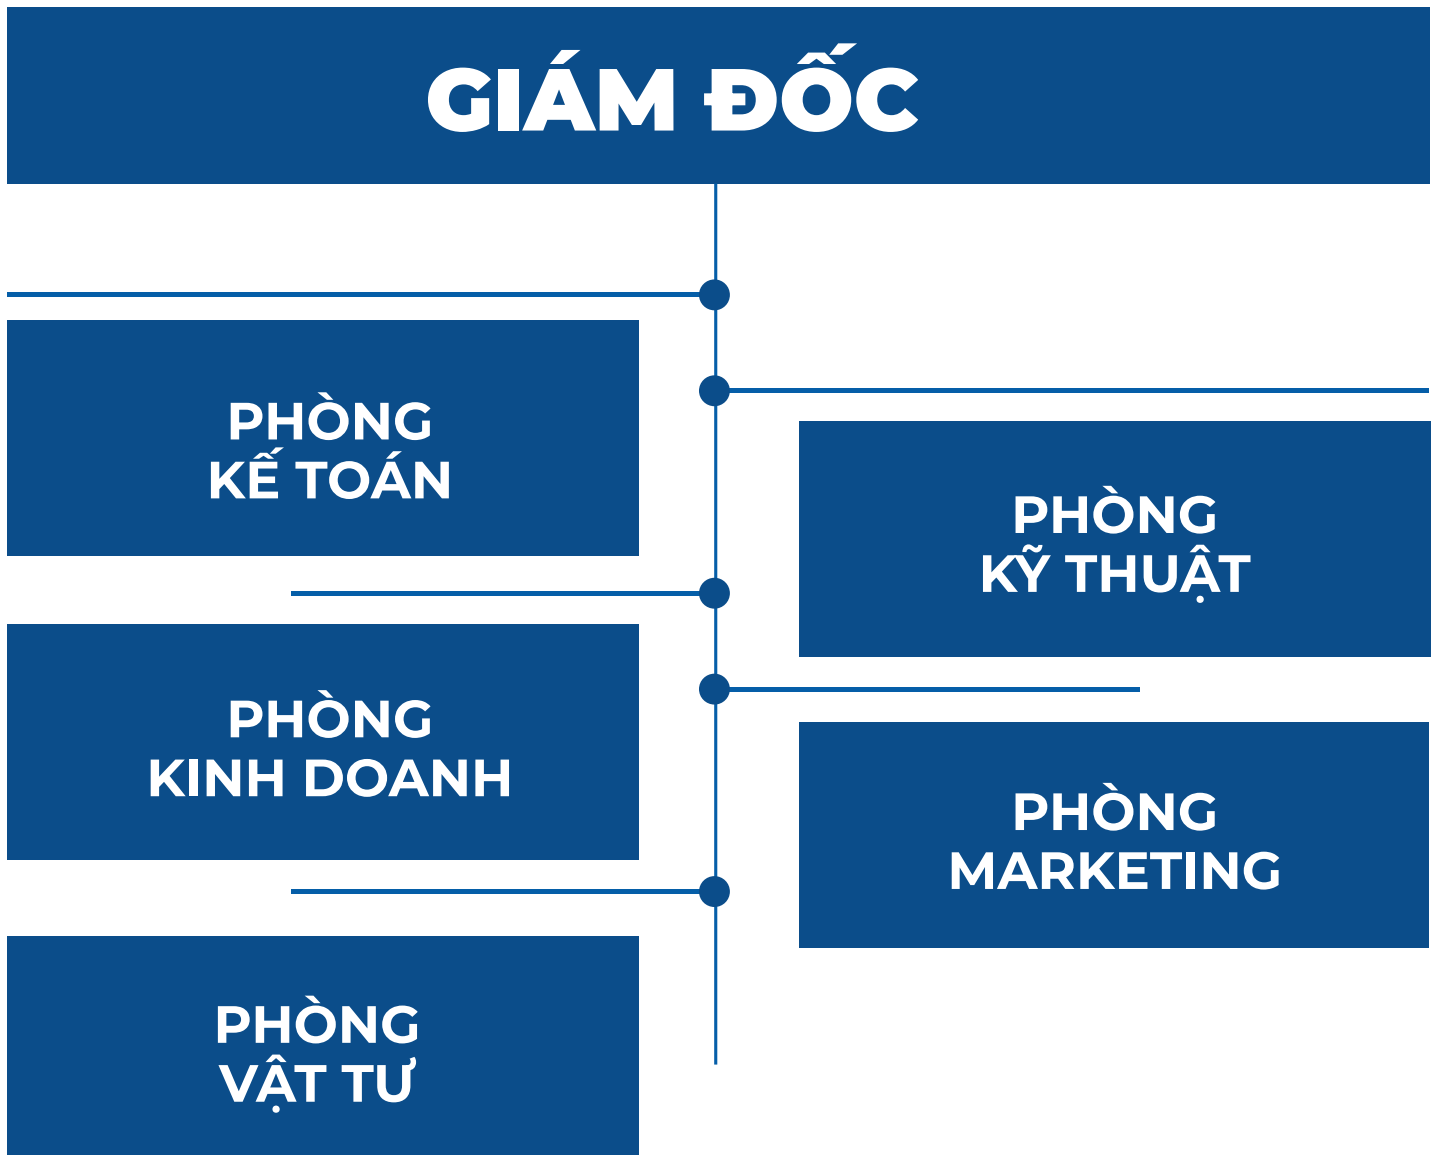 GIÁM ĐỐC
PHÒNG
KẾ TOÁN
PHÒNG
KỸ THUẬT
PHÒNG
KINH DOANH
PHÒNG
MARKETING
PHÒNG
VẬT TƯ